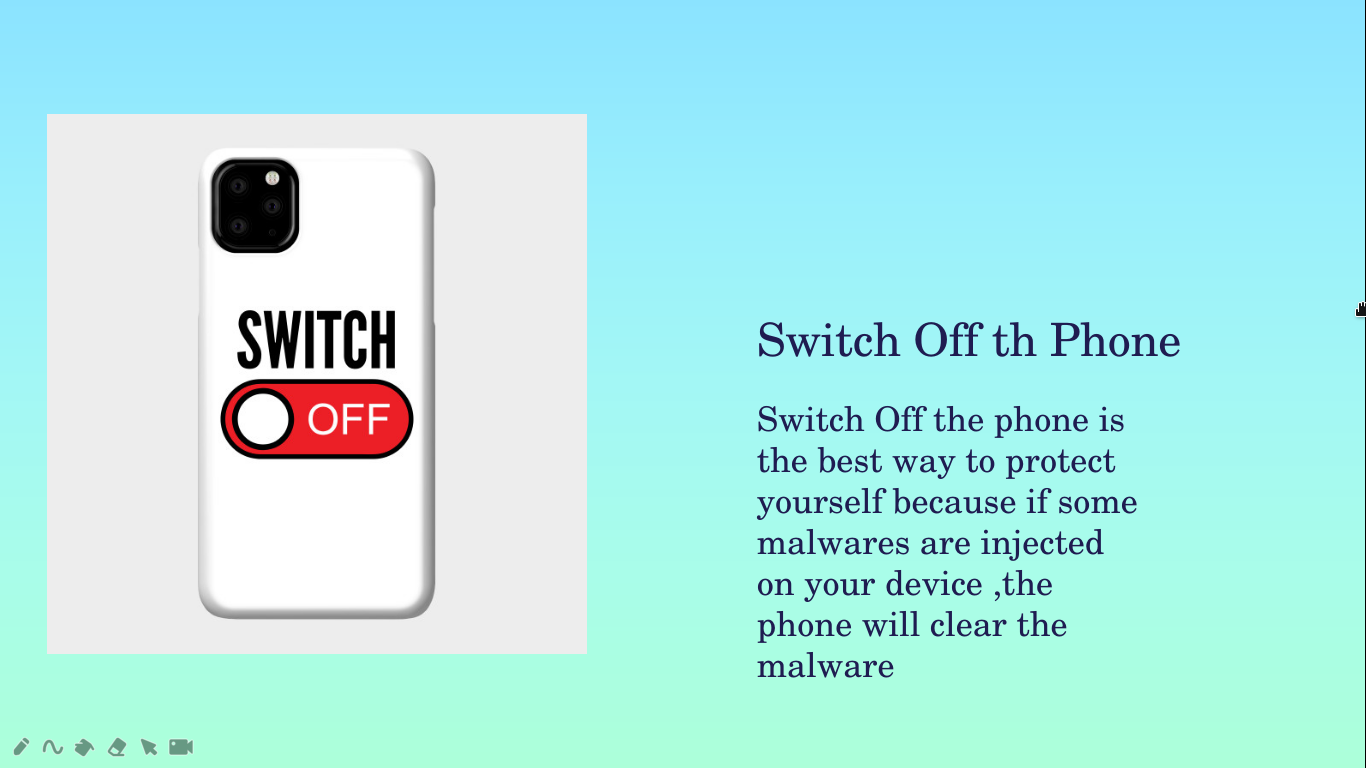 SWITCH
OFF
Switch Off th Phone
Switch Off the phone is
the best way to protect
yourself because if some
malwares are injected
on your device ,the
phone will clear the
malware